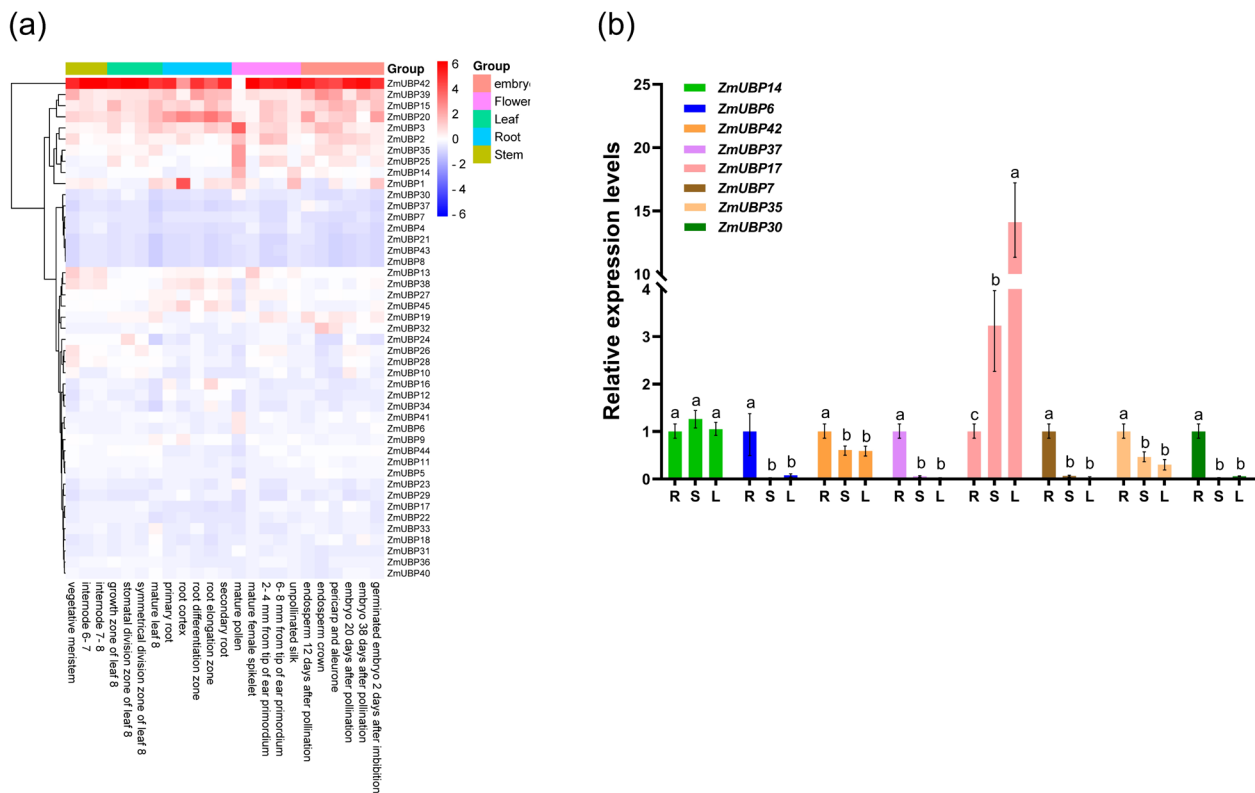 (a)
Group
6
4
2
0
- 2
- 4
- 6
Group
embry
Flower
Leaf
Root
Stem
ZmUBP42
ZmUBP39
ZmUBP15
ZmUBP20
ZmUBP3
ZmUBP2
ZmUBP35
ZmUBP25
ZmUBP14
ZmUBP1
ZmUBP30
ZmUBP37
ZmUBP7
ZmUBP4
ZmUBP21
ZmUBP43
ZmUBP8
ZmUBP13
ZmUBP38
ZmUBP27
ZmUBP45
ZmUBP19
ZmUBP32
ZmUBP24
ZmUBP26
ZmUBP28
ZmUBP10
ZmUBP16
ZmUBP12
ZmUBP34
ZmUBP41
ZmUBP6
ZmUBP9
ZmUBP44
ZmUBP11
ZmUBP5
ZmUBP23
ZmUBP29
ZmUBP17
ZmUBP22
ZmUBP33
ZmUBP18
ZmUBP31
ZmUBP36
ZmUBP40
vegetative meristem
internode 6- 7
internode 7- 8
growth zone of leaf 8
stomatal division zone of leaf 8
symmetrical division zone of leaf 8
mature leaf 8
primary root
root cortex
root differentiation zone
root elongation zone
secondary root
mature pollen
mature female spikelet
2- 4 mm from tip of ear primordium
6- 8 mm from tip of ear primordium
unpollinated silk
endosperm 12 days after pollination
endosperm crown
pericarp and aleurone
embryo 20 days after pollination
embryo 38 days after pollination
germinated embryo 2 days after imbibition
(b)
Relative expression levels
25
20
15
10
4
3
2
1
0
ZmUBP14
ZmUBP6
ZmUBP42
ZmUBP37
ZmUBP17
ZmUBP7
ZmUBP35
ZmUBP30
a a a
a b b
a b b
a b b
c b a
a b b
a b b
a b b
R S L R S L R S L R S L R S L R S L R S L R S L